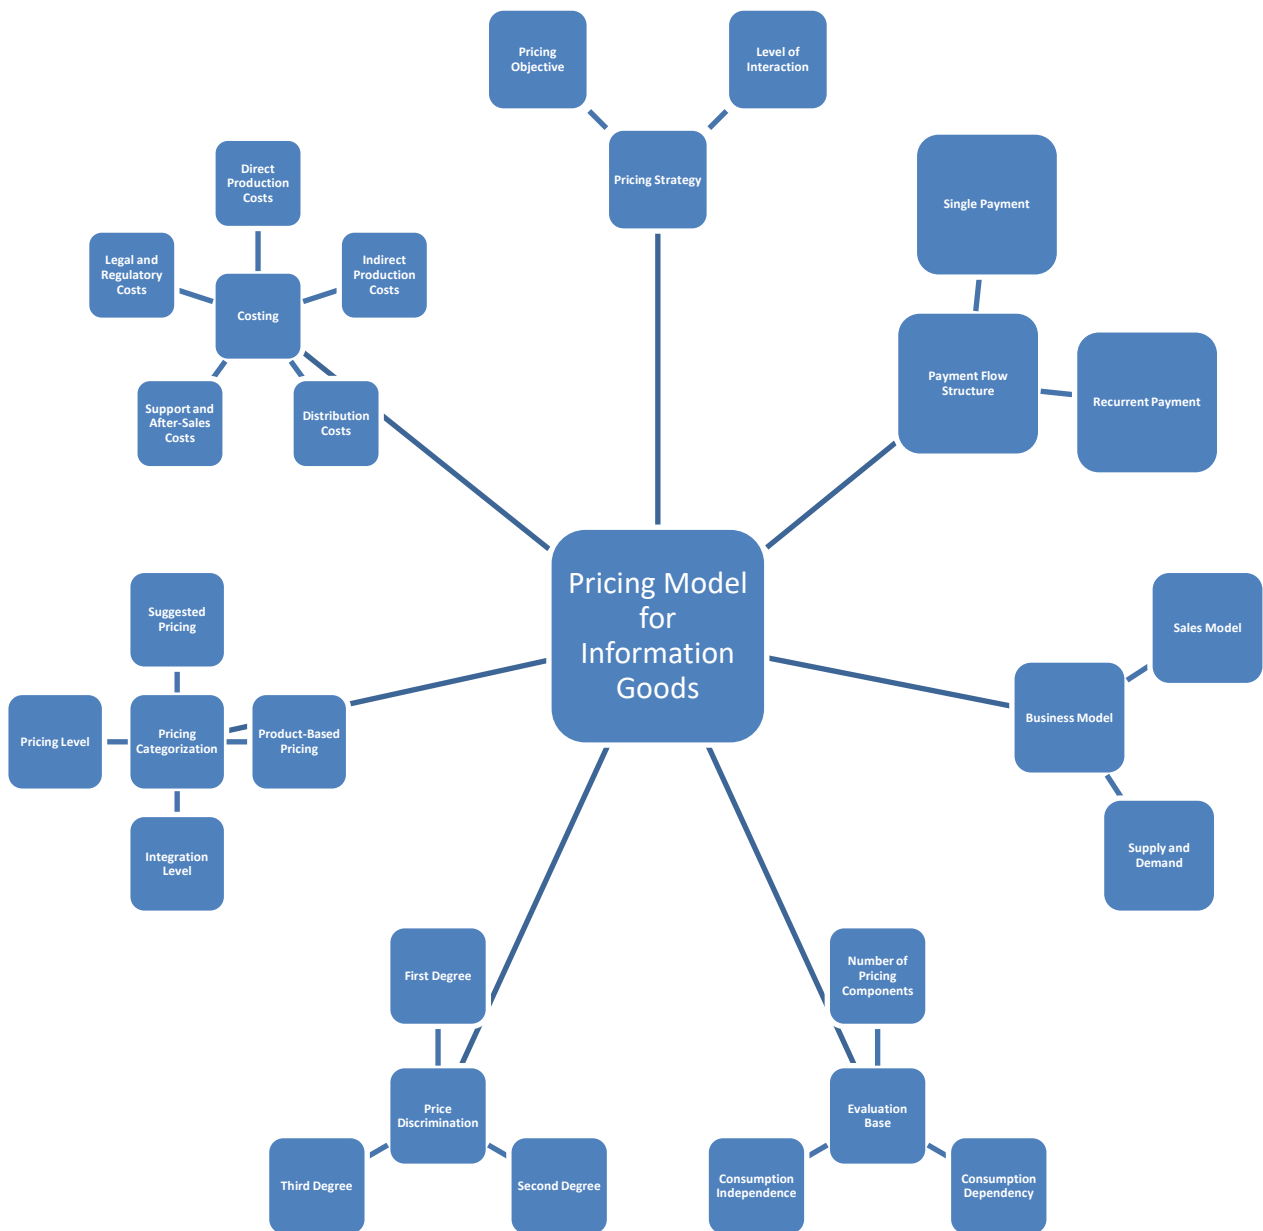 Pricing
Objective
Level of
Interaction
Pricing Strategy
Direct
Production
Costs
Legal and
Regulatory
Costs
Indirect
Production
Costs
Costing
Support and
After-Sales
Costs
Distribution
Costs
Single Payment
Payment Flow
Structure
Recurrent Payment
Pricing Model
for
Information
Goods
Suggested
Pricing
Pricing Level
Pricing
Categorization
Product-Based
Pricing
Integration
Level
Sales Model
Business Model
Supply and
Demand
First Degree
Price
Discrimination
Third Degree
Second Degree
Number of
Pricing
Components
Evaluation
Base
Consumption
Independence
Consumption
Dependency